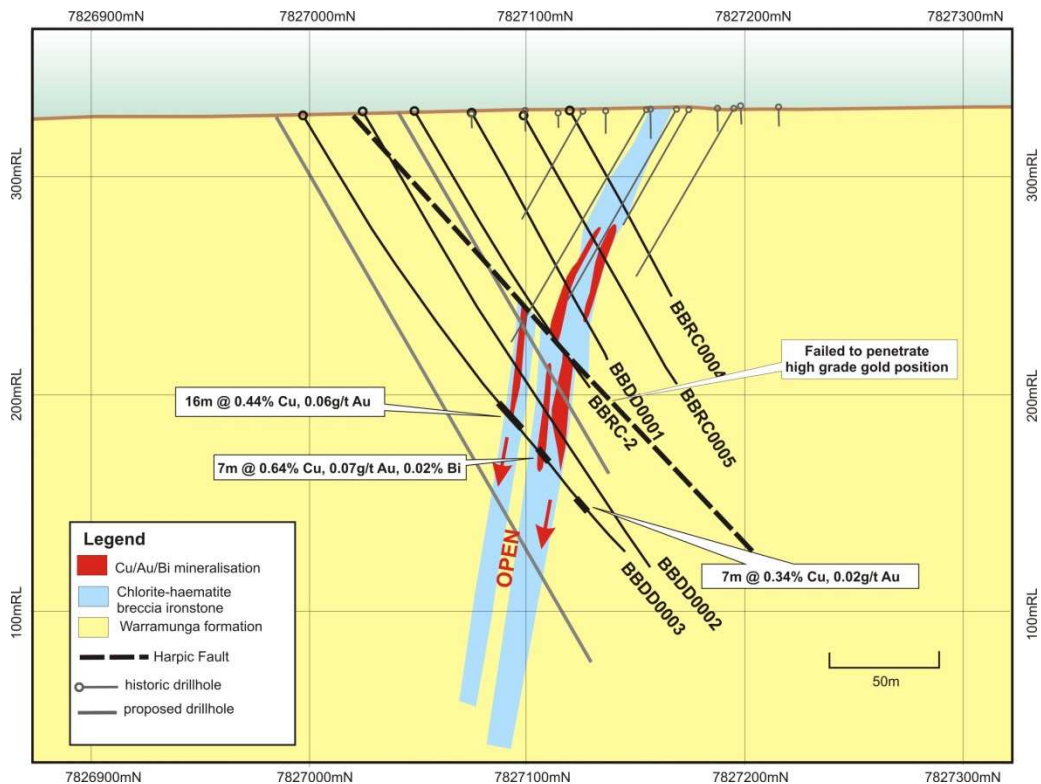 7826900mN
7827000mN
7827100mN
7827200mN
7827300mN
300mRL
300mRL
BBRC0004
Failed to penetrate
high grade gold position
BBDD0001
BBRC0005
BBRC-2
200mRL
200mRL
16m @ 0.44% Cu, 0.06g/t Au
7m @ 0.64% Cu, 0.07g/t Au, 0.02% Bi
OPEN
BBDD0002
BBDD0003
7m @ 0.34% Cu, 0.02g/t Au
100mRL
100mRL
Legend
Cu/Au/Bi mineralisation
Chlorite-haematite
breccia ironstone
Warramunga formation
Harpic Fault
historic drillhole
proposed drillhole
50m
7826900mN
7827000mN
7827100mN
7827200mN
7827300mN